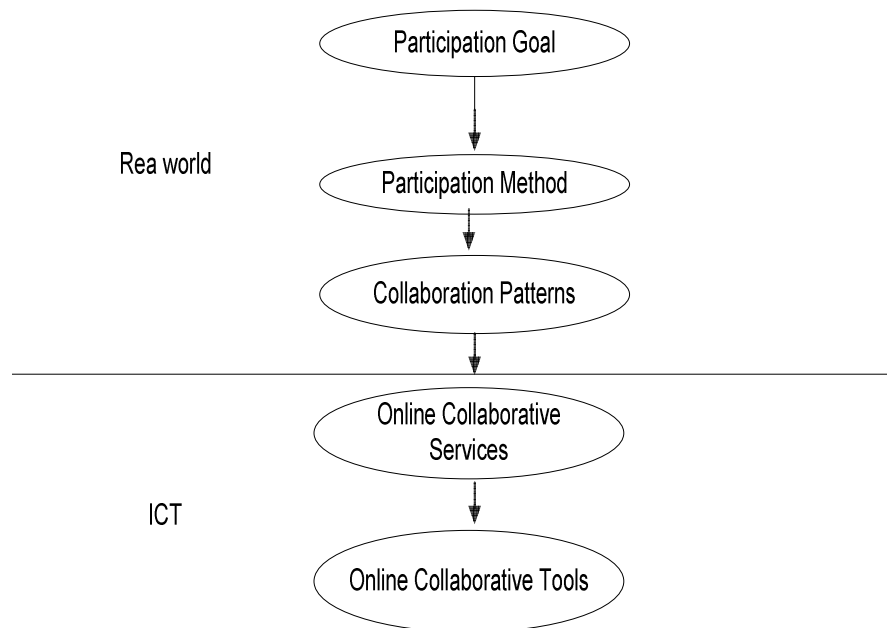 Participation Goal
Rea world
Participation Method
Collaboration Patterns
Online Collaborative
Services
ICT
Online Collaborative Tools